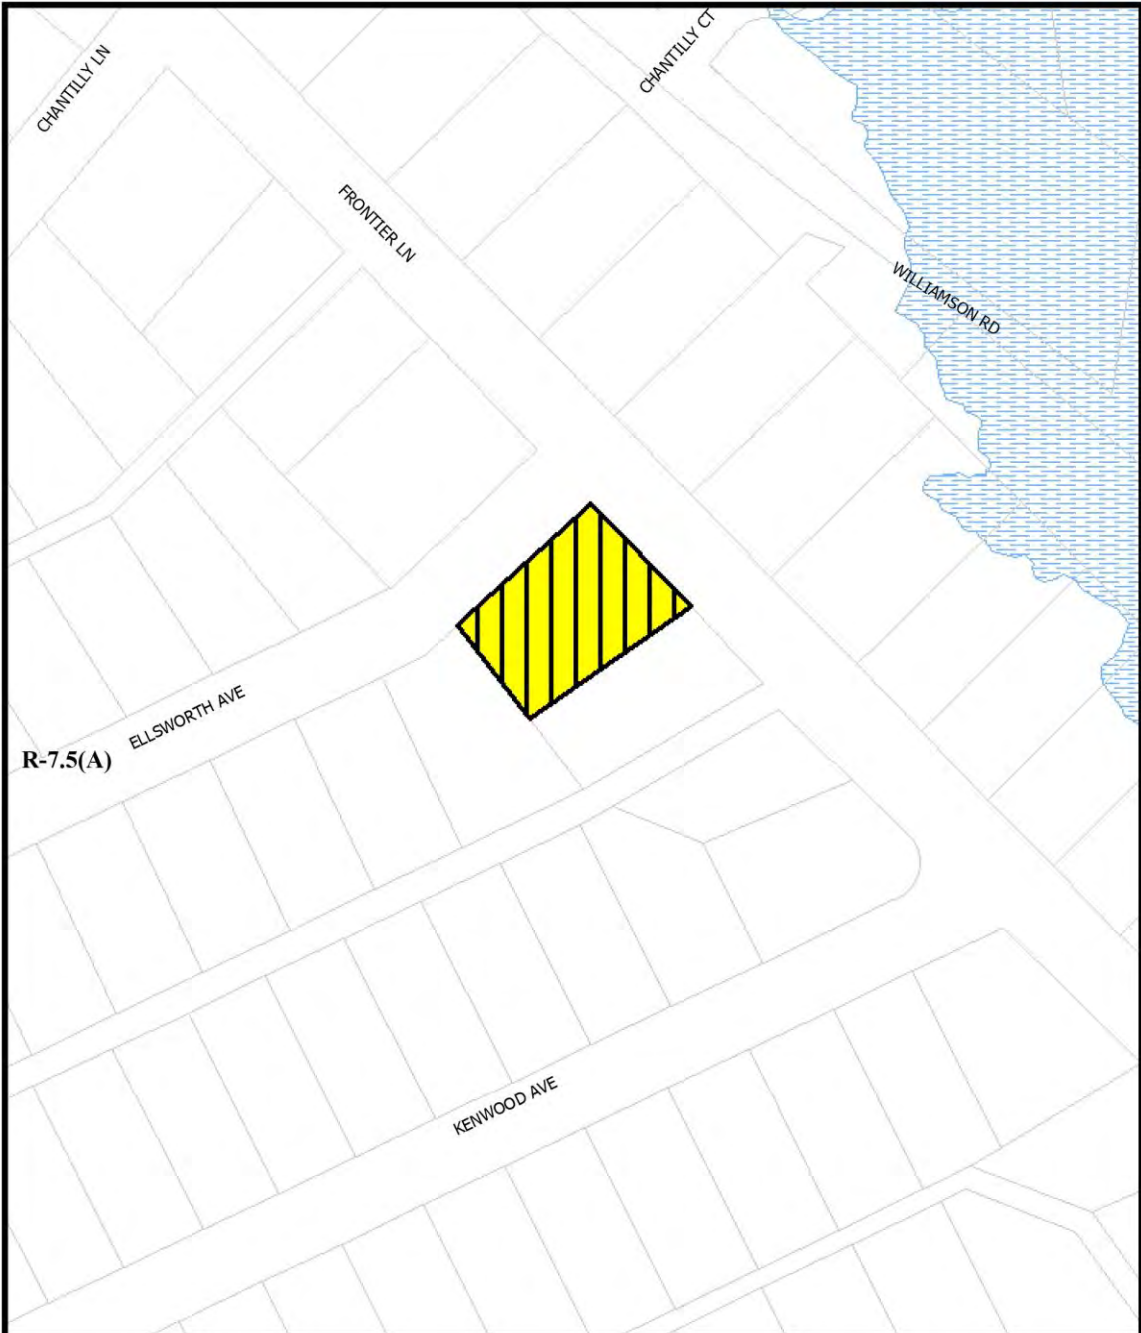 CHANTILLY LN
CHANTILLY CT
FRONTIER LN
WILLIAMSON RD
ELLSWORTH AVE
R-7.5(A)
KENWOOD AVE